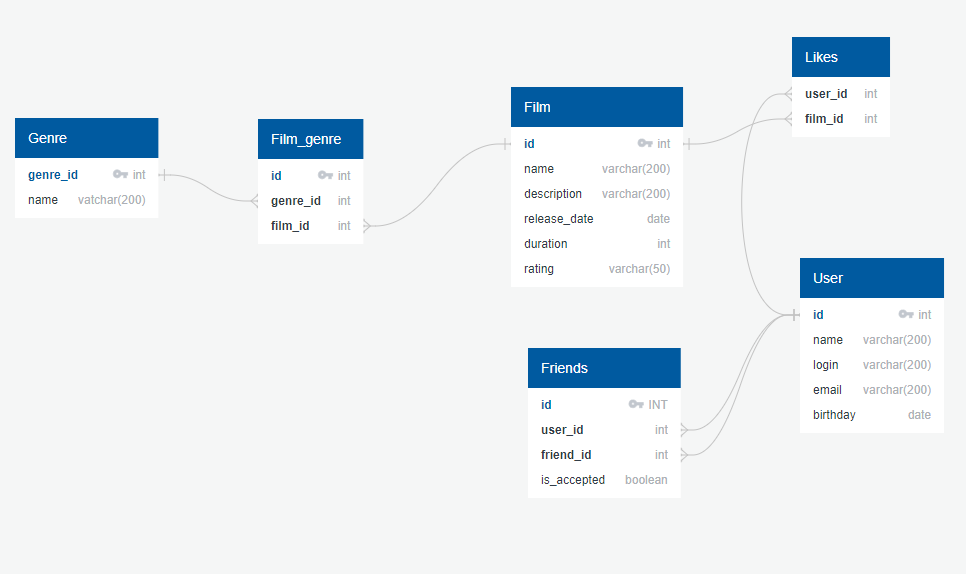 Genre
genre_id int
name vatchar(200)
Film_genre
id int
genre_id int
film_id int
Film
id int
name varchar(200)
description varchar(200)
release_date date
duration int
rating varchar(50)
Likes
user_id int
film_id int
Friends
id INT
user_id int
friend_id int
is_accepted boolean
User
id int
name varchar(200)
login varchar(200)
email varchar(200)
birthday date